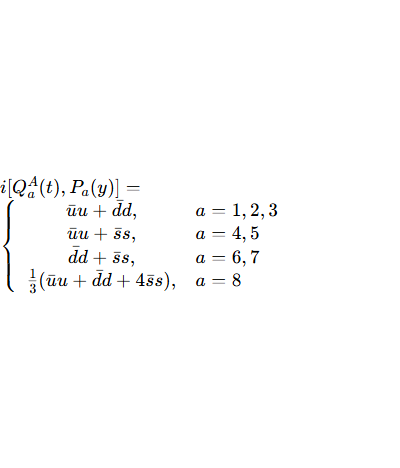 i[Q_a^A(t), P_a(y)] =
ūu + d̄d, a = 1, 2, 3
ūu + s̄s, a = 4, 5
d̄d + s̄s, a = 6, 7
1/3(ūu + d̄d + 4s̄s), a = 8